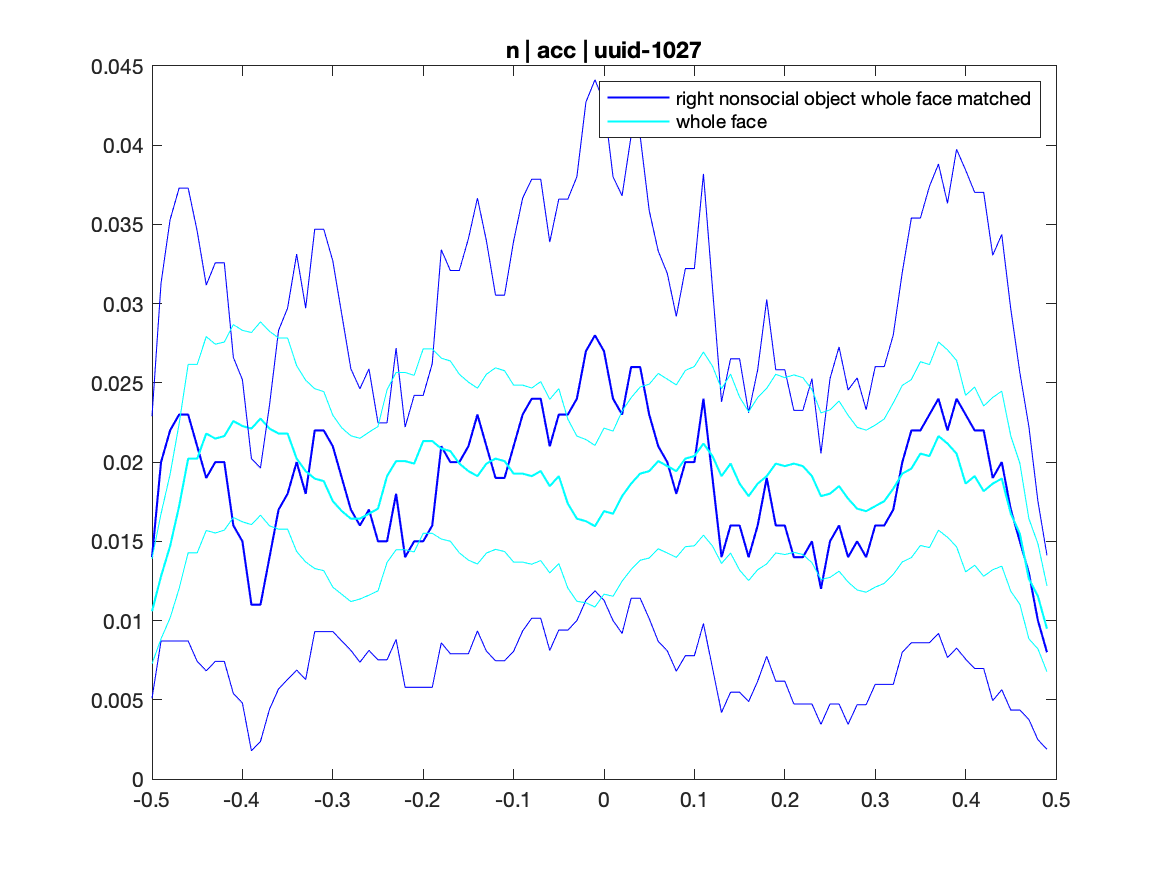 n | acc | uuid-1027
right nonsocial object whole face matched
whole face
0.045
0.04
0.035
0.03
0.025
0.02
0.015
0.01
0.005
0
-0.5 -0.4 -0.3 -0.2 -0.1 0 0.1 0.2 0.3 0.4 0.5